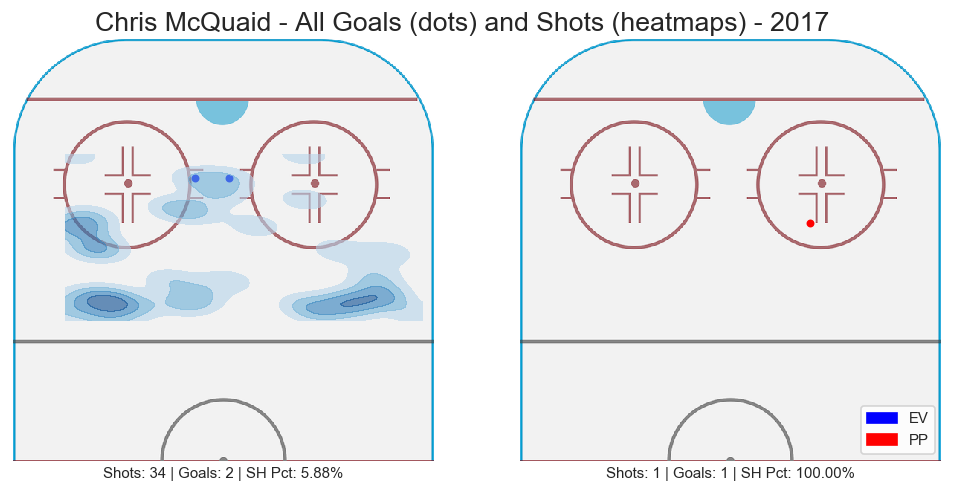 Chris McQuaid - All Goals (dots) and Shots (heatmaps) - 2017
EV
PP
Shots: 34 | Goals: 2 | SH Pct: 5.88%
Shots: 1 | Goals: 1 | SH Pct: 100.00%